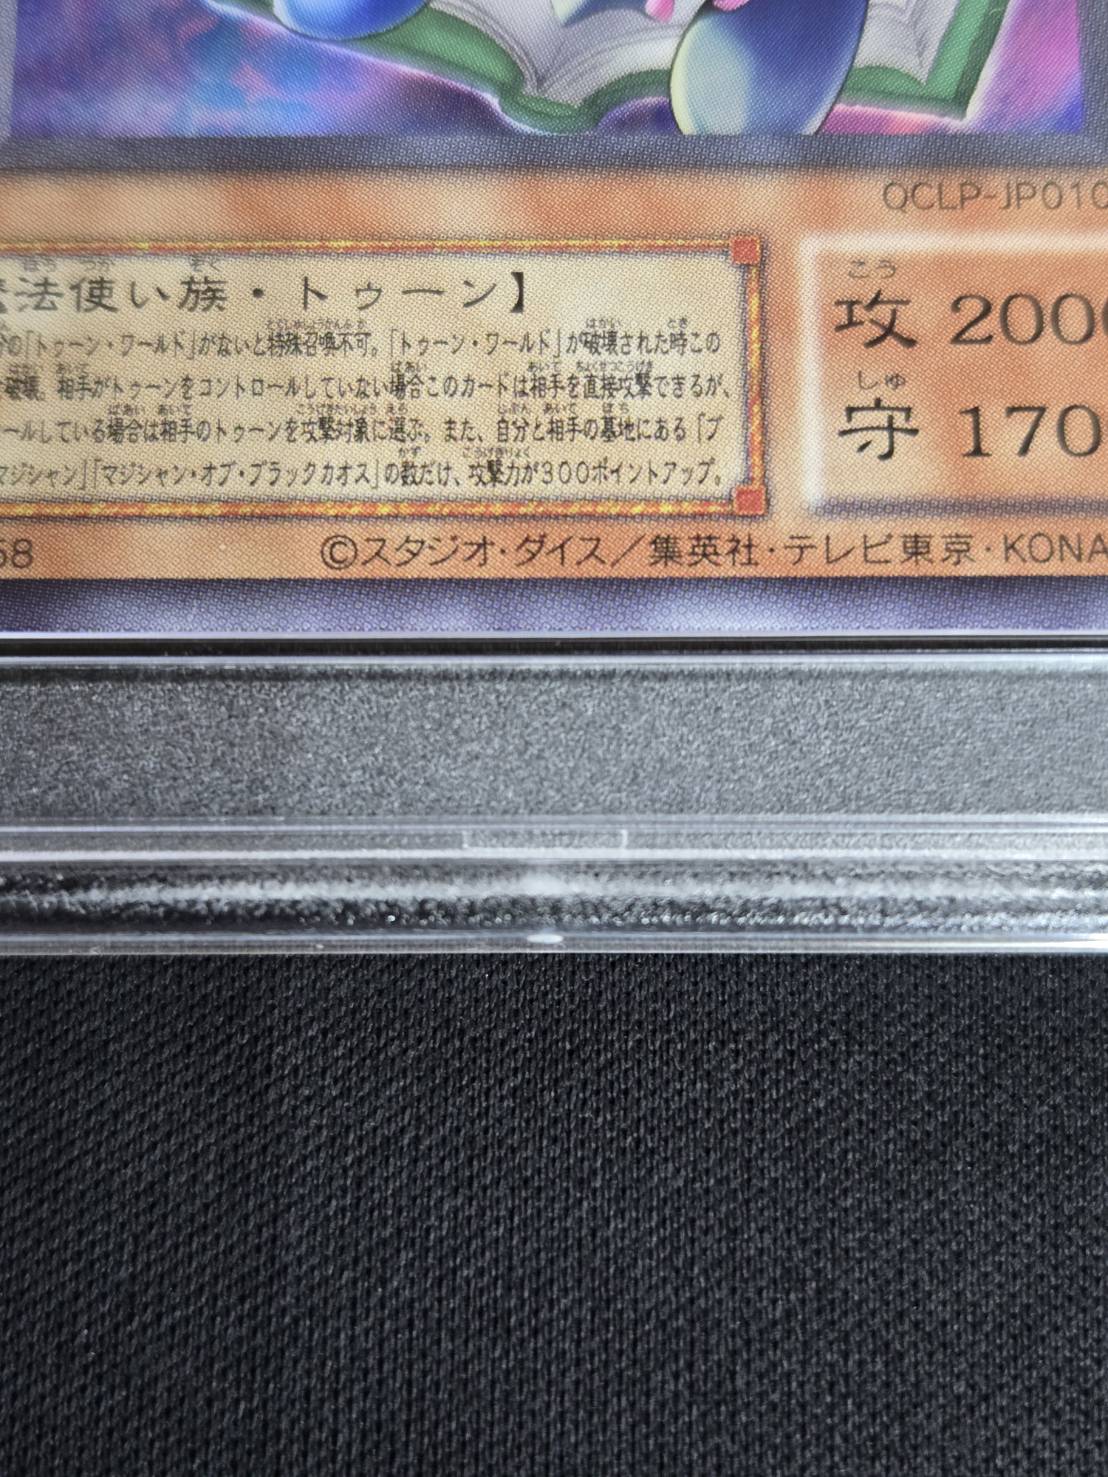 QCLP-JP010
法使い族・トゥーン】
の「トゥーン・ワールド」がないと特殊召喚不可。「トゥーン・ワールド」が破壊された時この
破壊。相手がトゥーンをコントロールしていない場合このカードは相手を直接攻撃できるが、
ールしている場合は相手のトゥーンを攻撃対象に選ぶ。また、自分と相手の墓地にある「ブ
マジシャン」「マジシャン・オブ・ブラックカオス」の数だけ、攻撃力が300ポイントアップ。
こう
攻 200
しゅ
守 170
58
©スタジオ・ダイス／集英社・テレビ東京・KONA